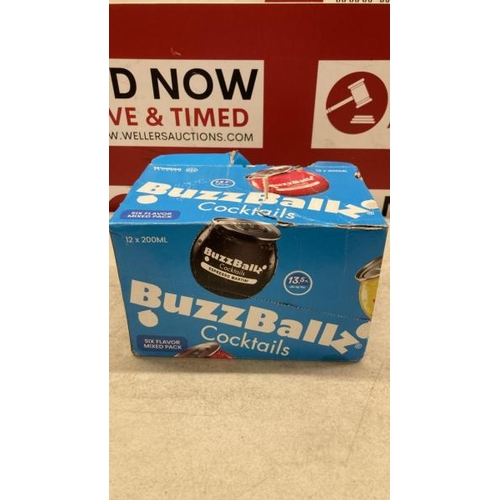 D NOW
VE & TIMED
WWW.WELLERSAUCTIONS.COM
A
BuzzBallz
Cocktails
SIX FLAVOR
MIXED PACK
12 x 200ML
BuzzBallz
Cocktails
ESPRESSO MARTINI
13.5%
BuzzBallz
Cocktails
SIX FLAVOR
MIXED PACK